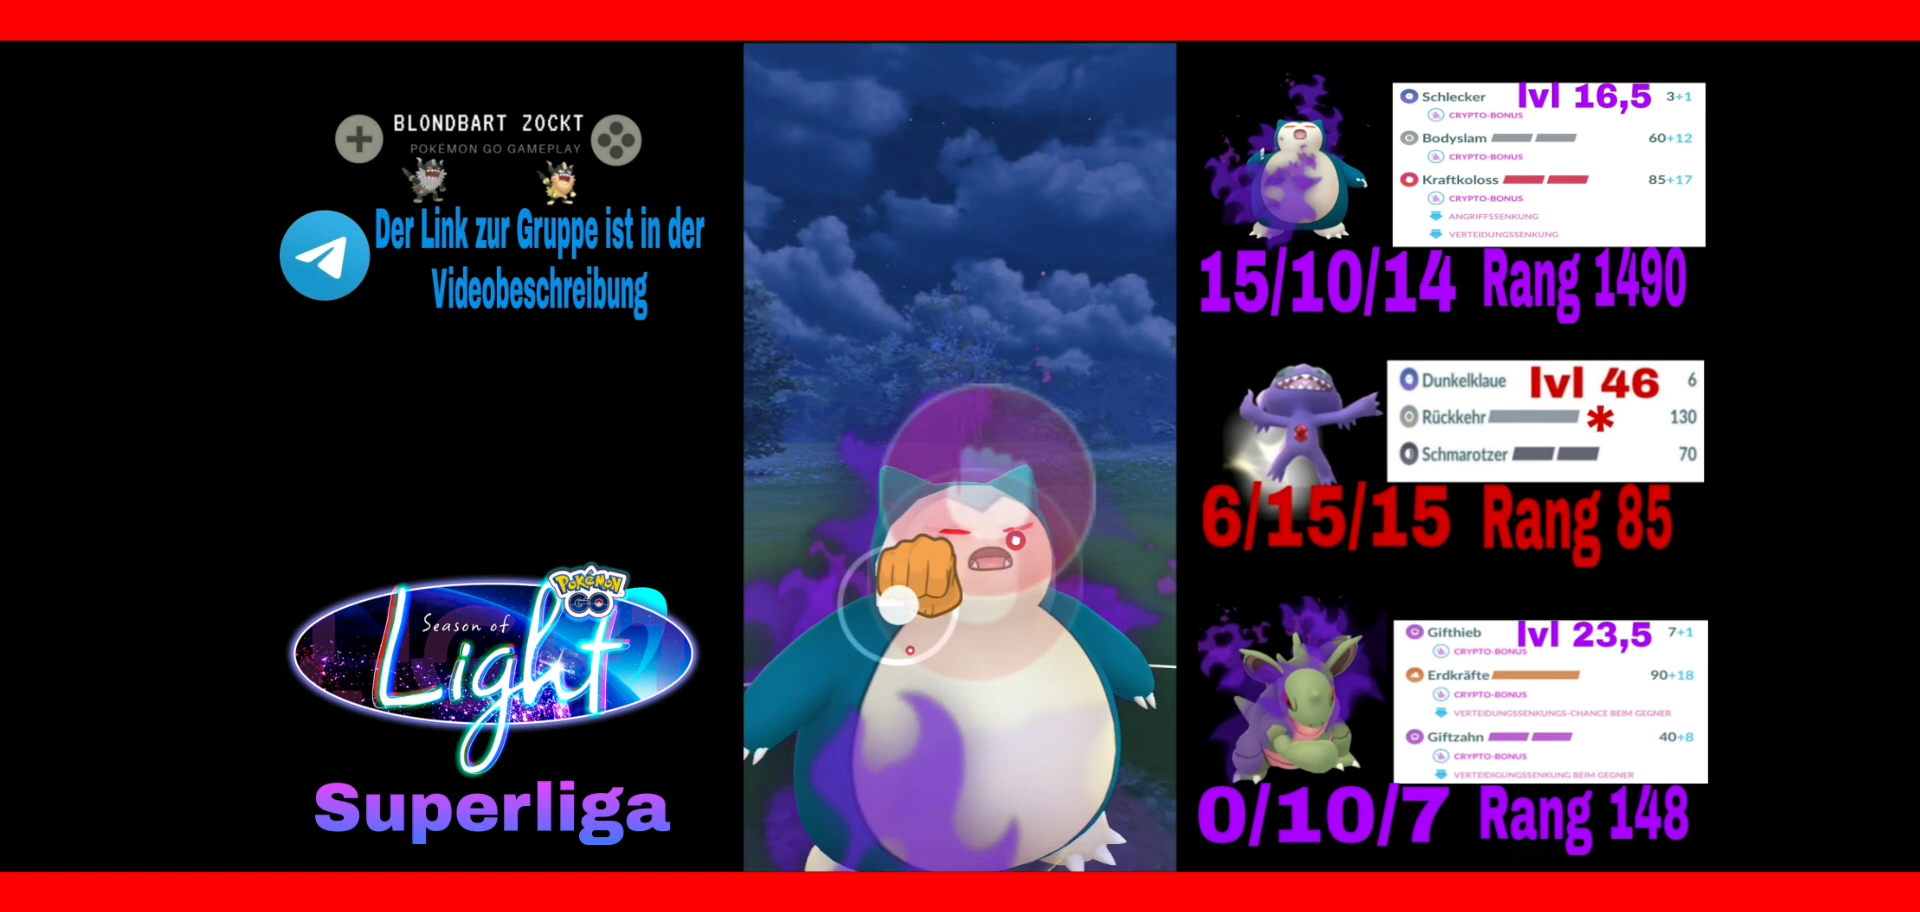 BLONDBART ZOCKT
POKÉMON GO GAMEPLAY
Der Link zur Gruppe ist in der
Videobeschreibung
POKÉMON
GO
Season of
Light
Superliga
Schlecker lvl 16,5 3+1
CRYPTO-BONUS
Bodyslam 60+12
CRYPTO-BONUS
Kraftkoloss 85+17
CRYPTO-BONUS
ANGRIFFSSENKUNG
VERTEIDUNGSSENKUNG
15/10/14 Rang 1490
Dunkelklaue lvl 46 6
Rückkehr * 130
Schmarotzer 70
6/15/15 Rang 85
Gifthieb lvl 23,5 7+1
CRYPTO-BONUS
Erdkräfte 90+18
CRYPTO-BONUS
VERTEIDUNGSSENKUNGS-CHANCE BEIM GEGNER
Giftzahn 40+8
CRYPTO-BONUS
VERTEIDIGUNGSSENKUNG BEIM GEGNER
0/10/7 Rang 148